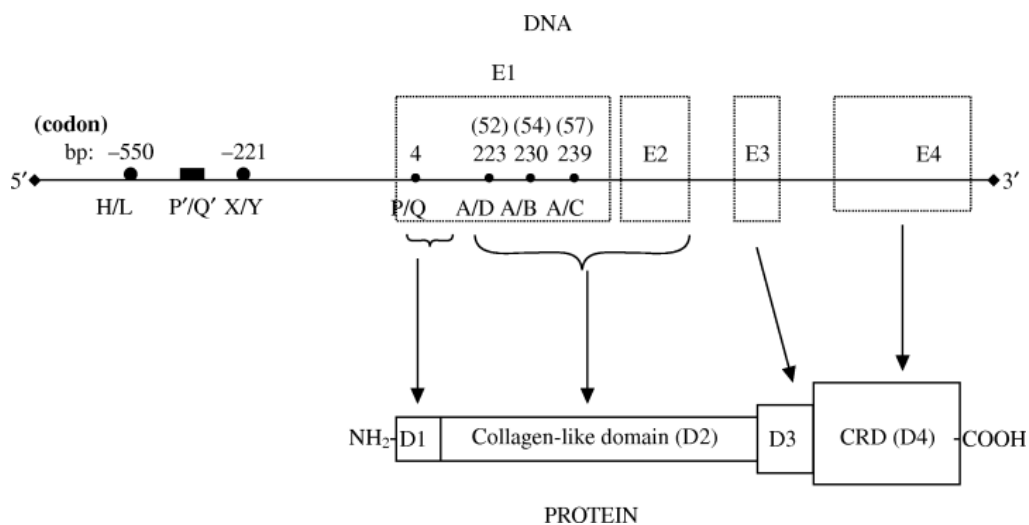 DNA
E1
(codon) (52) (54) (57)
bp: –550 –221 4 223 230 239 E2 E3 E4
5′ 3′
H/L P′/Q′ X/Y P/Q A/D A/B A/C
NH2 D1 Collagen-like domain (D2) D3 CRD (D4) COOH
PROTEIN